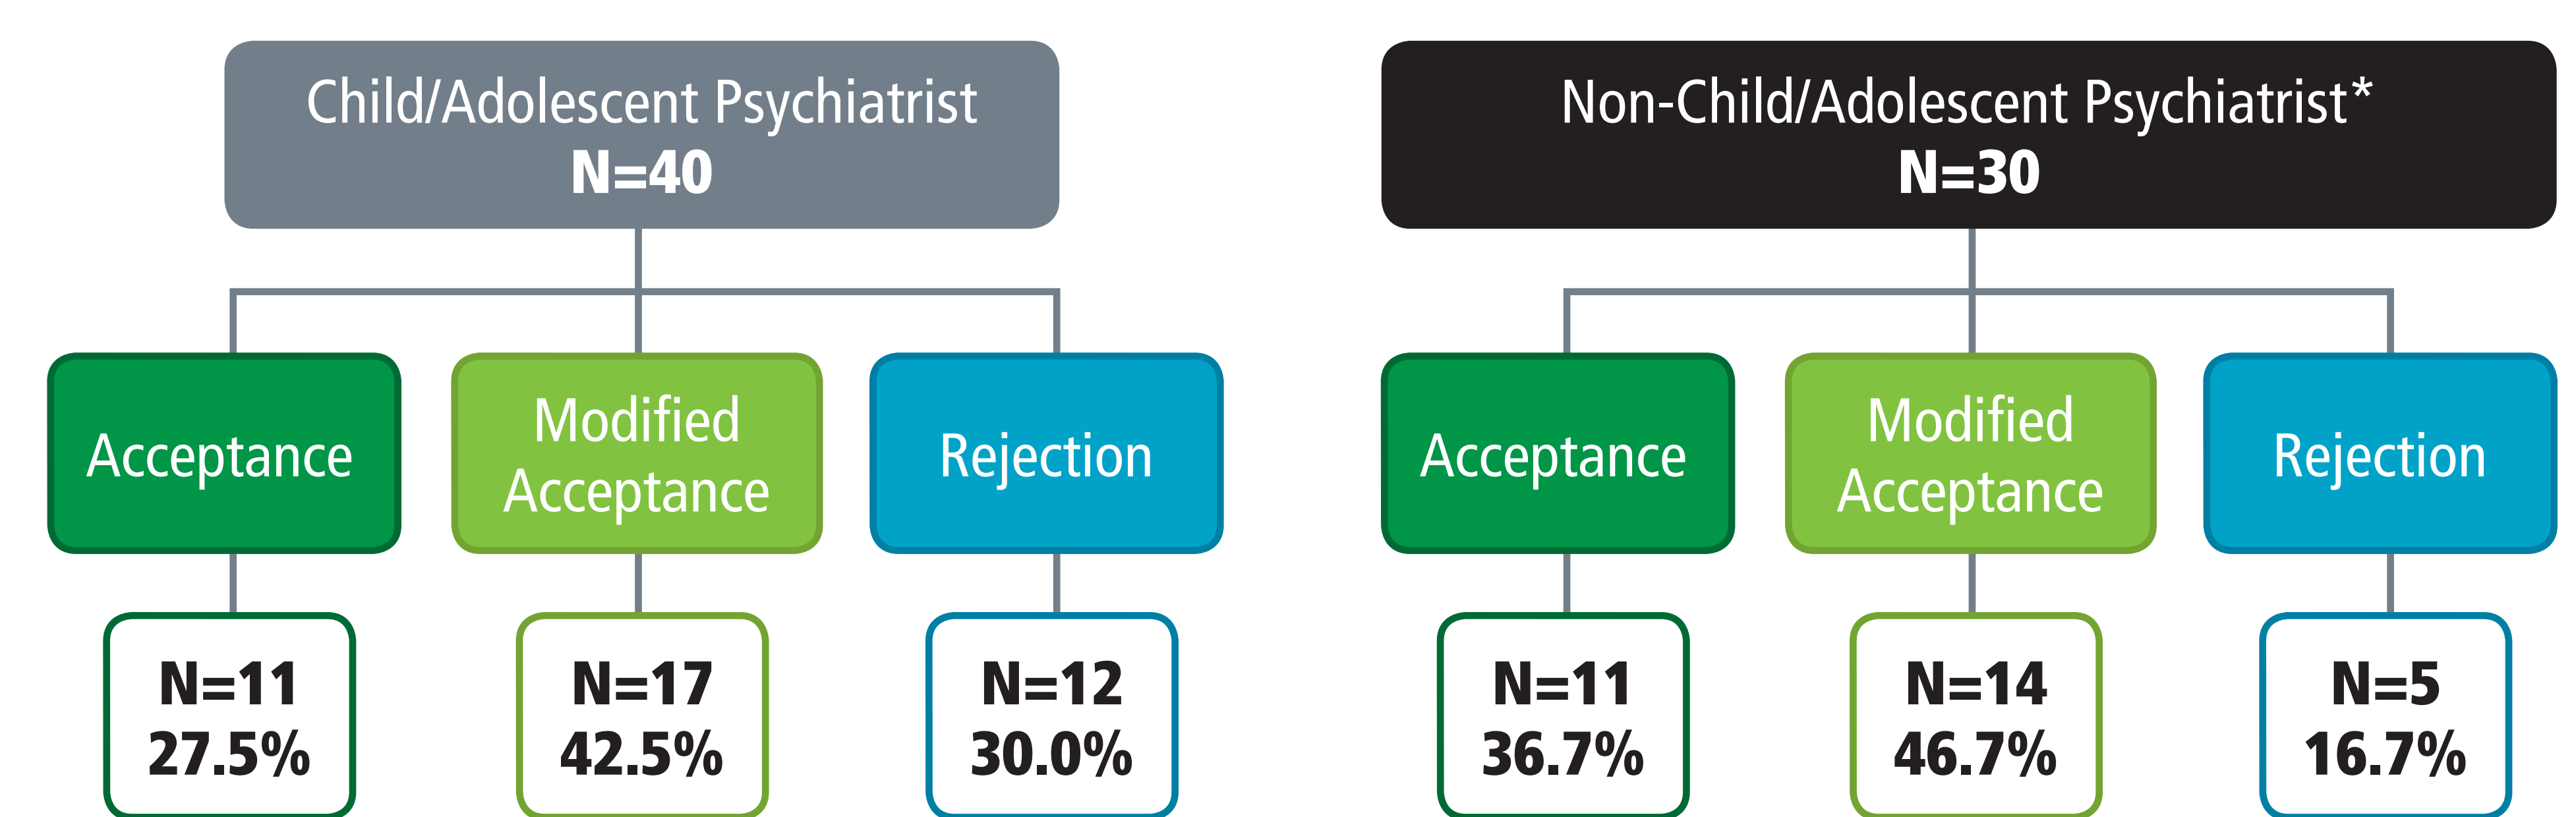 Child/Adolescent Psychiatrist
N=40
Acceptance
Modified
Acceptance
Rejection
N=11
27.5%
N=17
42.5%
N=12
30.0%
Non-Child/Adolescent Psychiatrist*
N=30
Acceptance
Modified
Acceptance
Rejection
N=11
36.7%
N=14
46.7%
N=5
16.7%